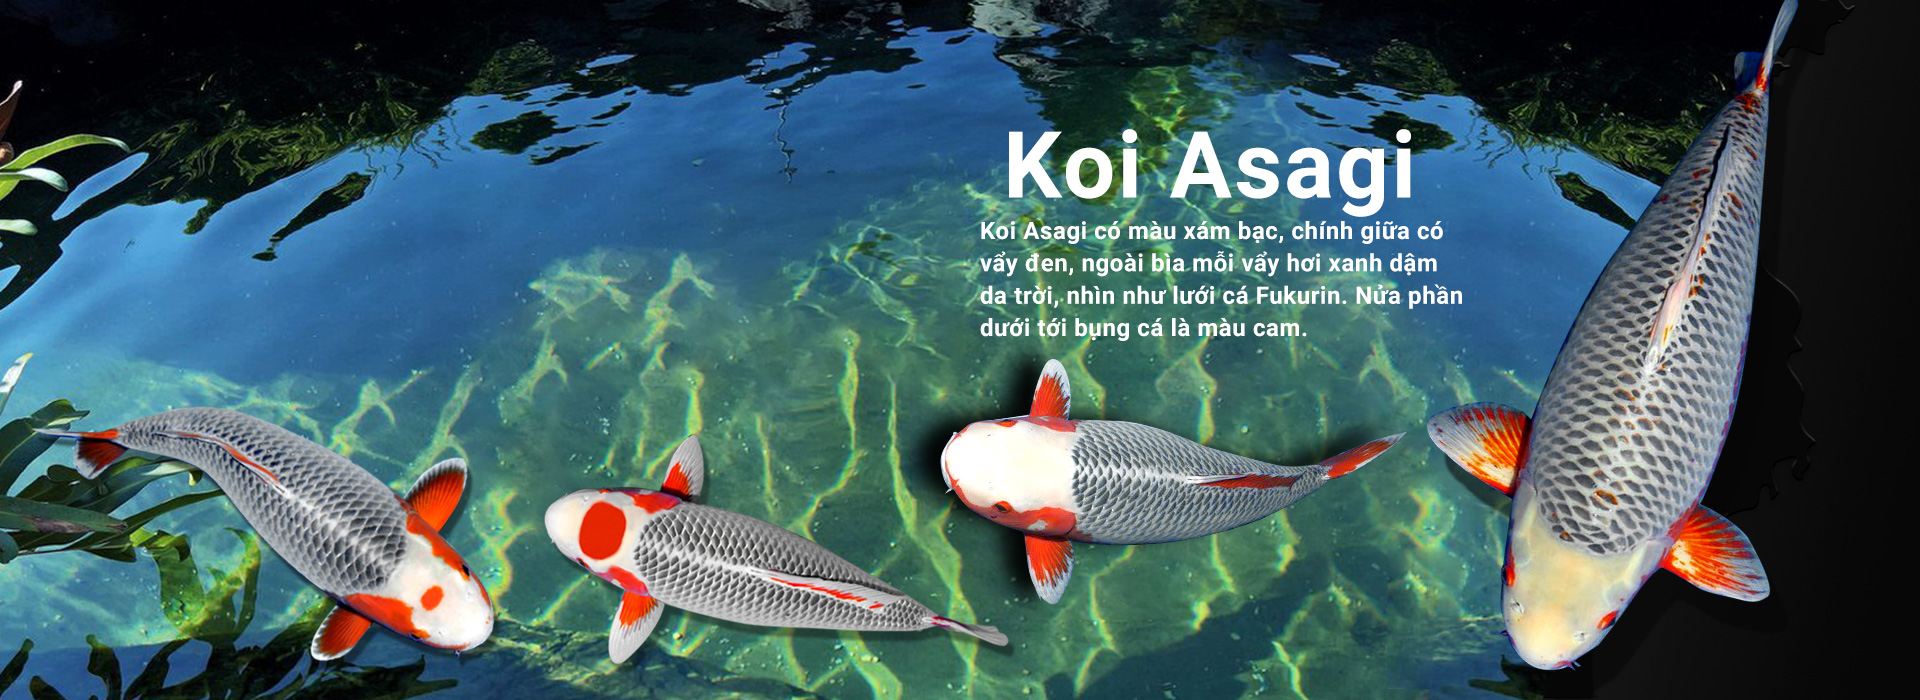 Koi Asagi
Koi Asagi có màu xám bạc, chính giữa có
vẩy đen, ngoài bìa mỗi vẩy hơi xanh dậm
da trời, nhìn như lưới cá Fukurin. Nửa phần
dưới tới bụng cá là màu cam.